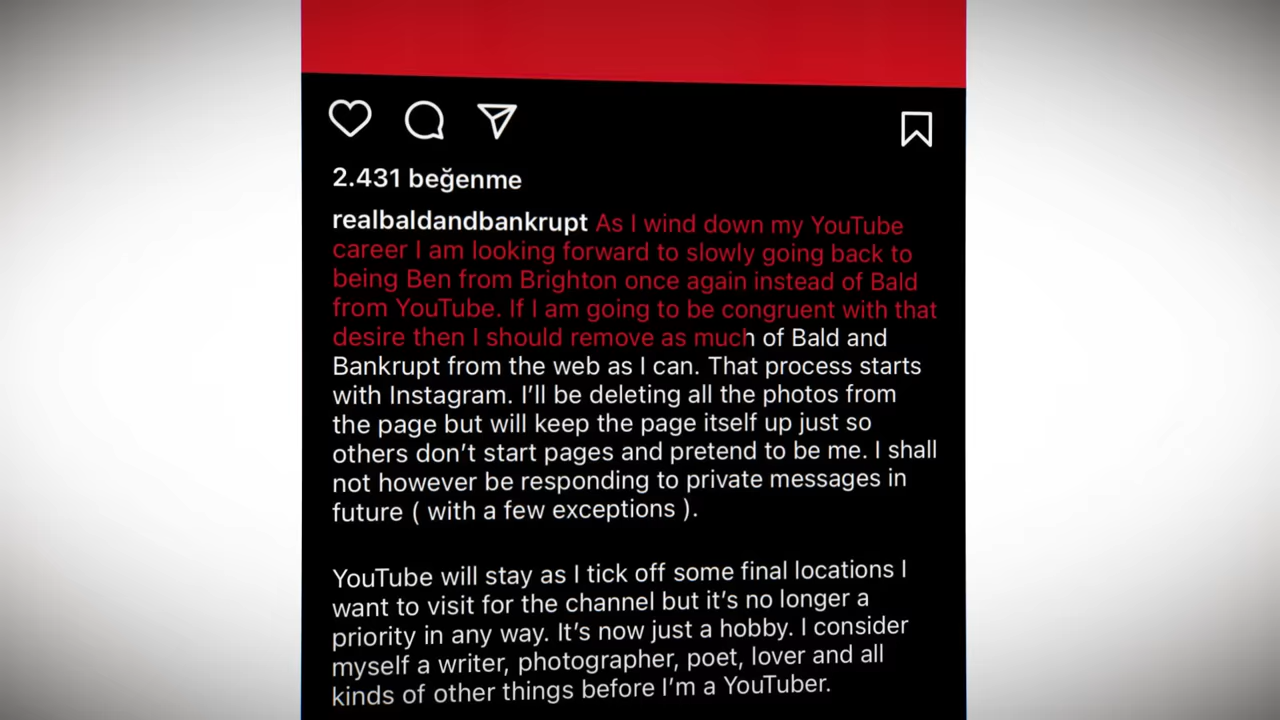 2.431 beğenme
realbaldandbankrupt As I wind down my YouTube
career I am looking forward to slowly going back to
being Ben from Brighton once again instead of Bald
from YouTube. If I am going to be congruent with that
desire then I should remove as much of Bald and
Bankrupt from the web as I can. That process starts
with Instagram. I’ll be deleting all the photos from
the page but will keep the page itself up just so
others don’t start pages and pretend to be me. I shall
not however be responding to private messages in
future ( with a few exceptions ).
YouTube will stay as I tick off some final locations I
want to visit for the channel but it’s no longer a
priority in any way. It’s now just a hobby. I consider
myself a writer, photographer, poet, lover and all
kinds of other things before I’m a YouTuber.